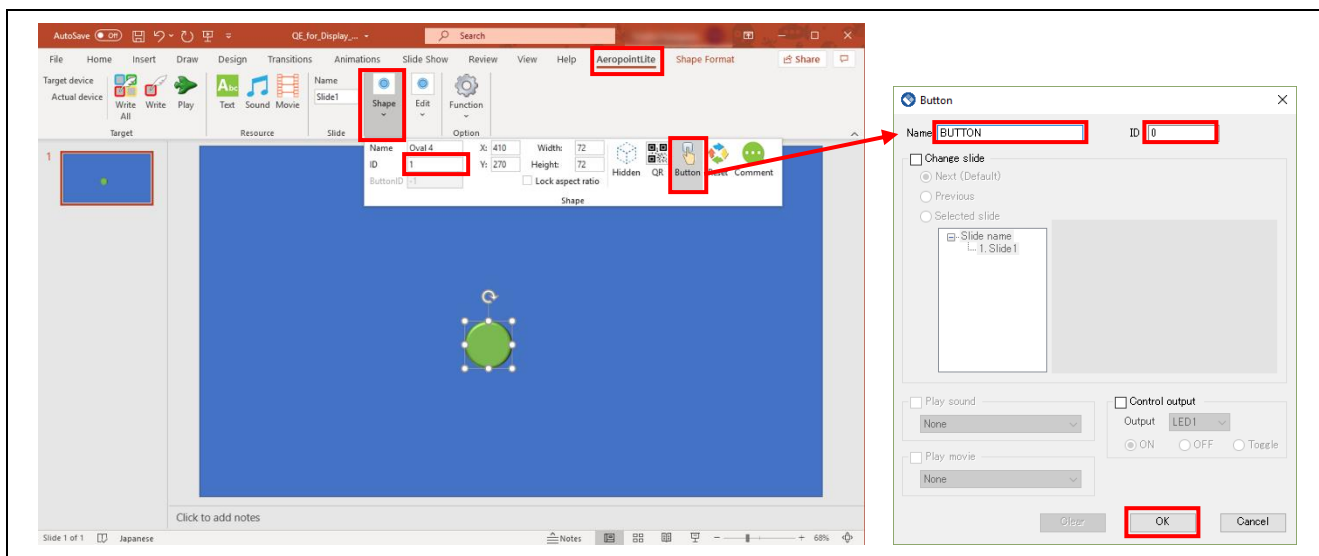 AutoSave Off QE_for_Display_... Search
File Home Insert Draw Design Transitions Animations Slide Show Review View Help AeropointLite Shape Format Share
Target device
Actual device
Write All
Write
Play
Target
Abc
Text Sound Movie
Resource
Name
Slide1
Slide
Shape
Edit
Function
Option
Name Oval 4 X: 410 Width: 72
ID 1 Y: 270 Height: 72
ButtonID -1 Lock aspect ratio
Hidden QR Button Reset Comment
Shape
1
Click to add notes
Slide 1 of 1 Japanese Notes 68%
Button
Name BUTTON ID 0
Change slide
Next (Default)
Previous
Selected slide
Slide name
1. Slide1
Play sound
None
Play movie
None
Control output
Output LED1
ON OFF Toggle
Clear OK Cancel